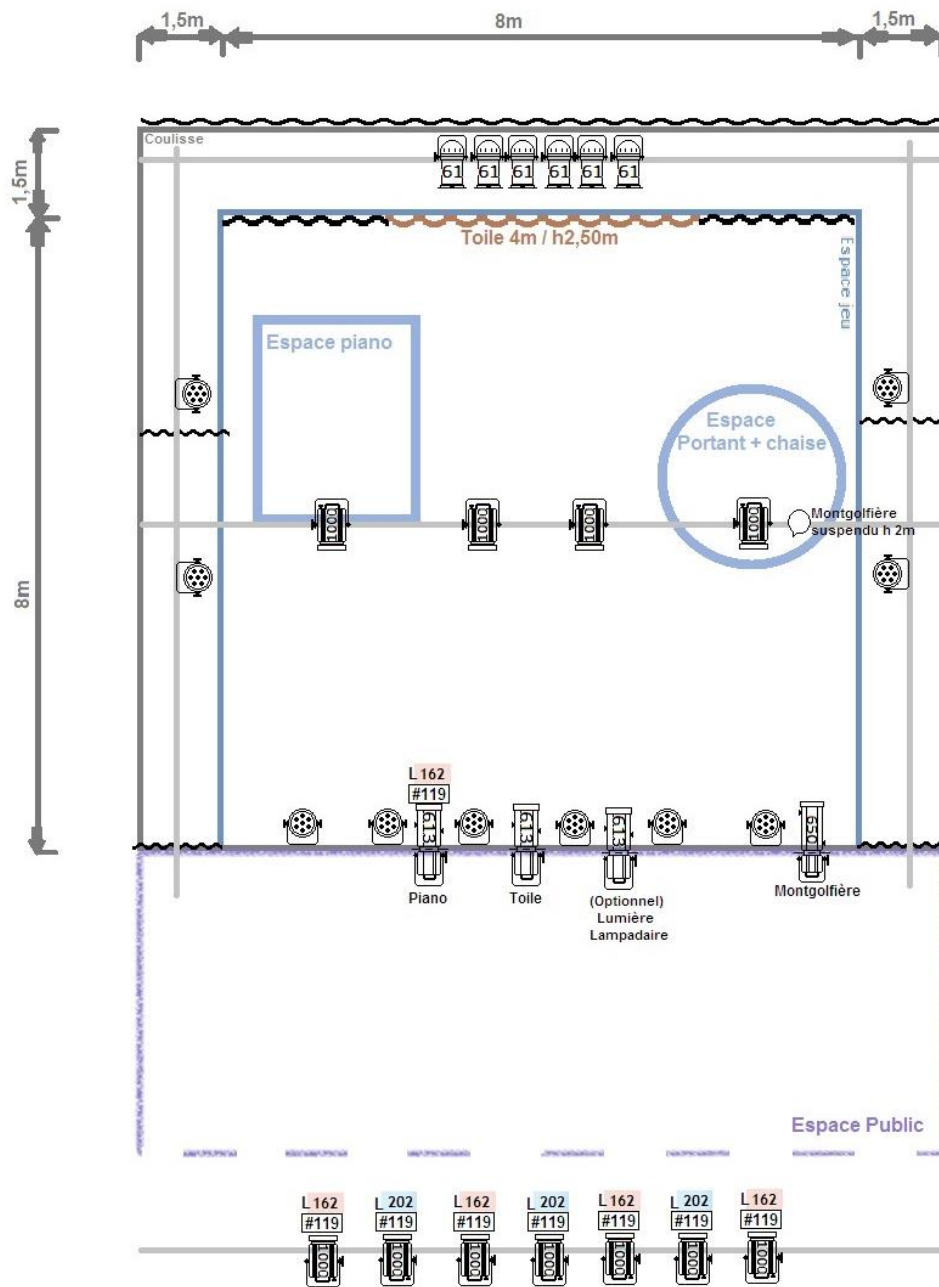 1,5m
8m
1,5m
1,5m
Coulisse
61 61 61 61 61 61
Toile 4m / h2,50m
Espace jeu
Espace piano
Espace
Portant + chaise
8m
1000 1000 1000 1000
Montgolfière
suspendu h 2m
L 162
#119
613 613 613 650
Piano
Toile
(Optionnel)
Lumière
Lampadaire
Montgolfière
Espace Public
L 162 L 202 L 162 L 202 L 162 L 202 L 162
#119 #119 #119 #119 #119 #119 #119
1000 1000 1000 1000 1000 1000 1000